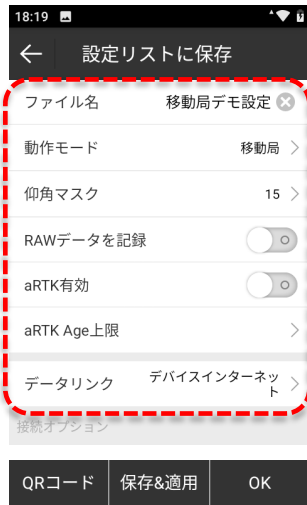 18:19
設定リストに保存
ファイル名 移動局デモ設定
動作モード 移動局
仰角マスク 15
RAWデータを記録
aRTK有効
aRTK Age上限
データリンク デバイスインターネッ
ト
接続オプション
QRコード 保存&適用 OK